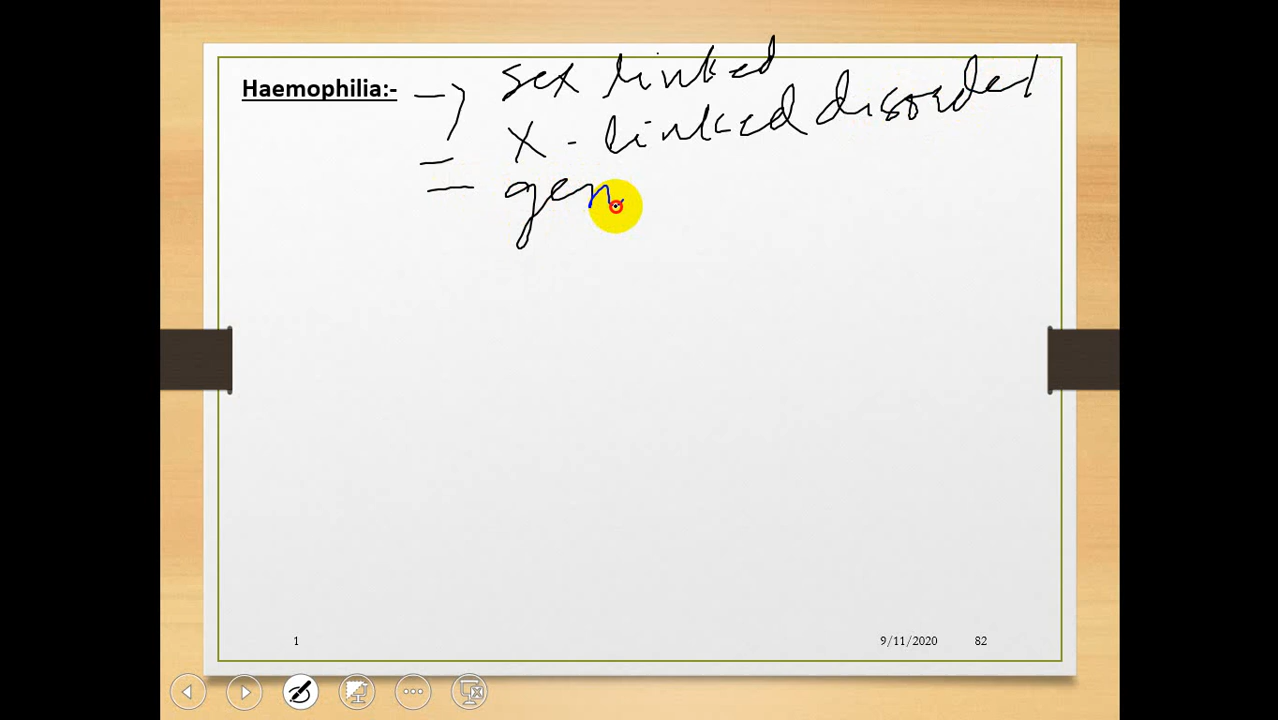 Haemophilia:- → sex linked
= X - linked disorder
- gen
1 9/11/2020 82